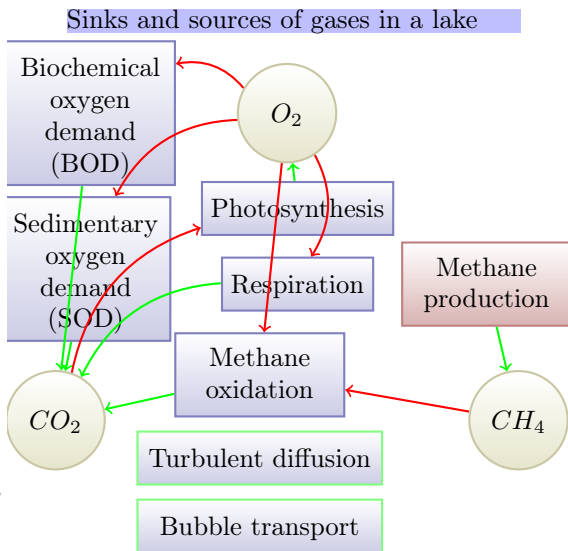 Sinks and sources of gases in a lake
Biochemical
oxygen
demand
(BOD)
O2
Photosynthesis
Sedimentary
oxygen
demand
(SOD)
Respiration
Methane
production
Methane
oxidation
CO2
CH4
Turbulent diffusion
Bubble transport